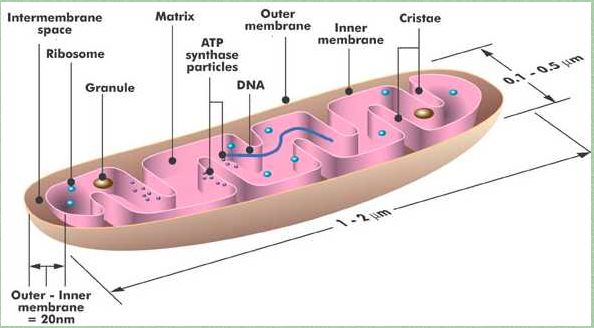 Intermembrane
space
Ribosome
Granule
Matrix
ATP
synthase
particles
Outer
membrane
DNA
Inner
membrane
Cristae
0.1 - 0.5 µm
1 - 2 µm
Outer - Inner
membrane
= 20nm